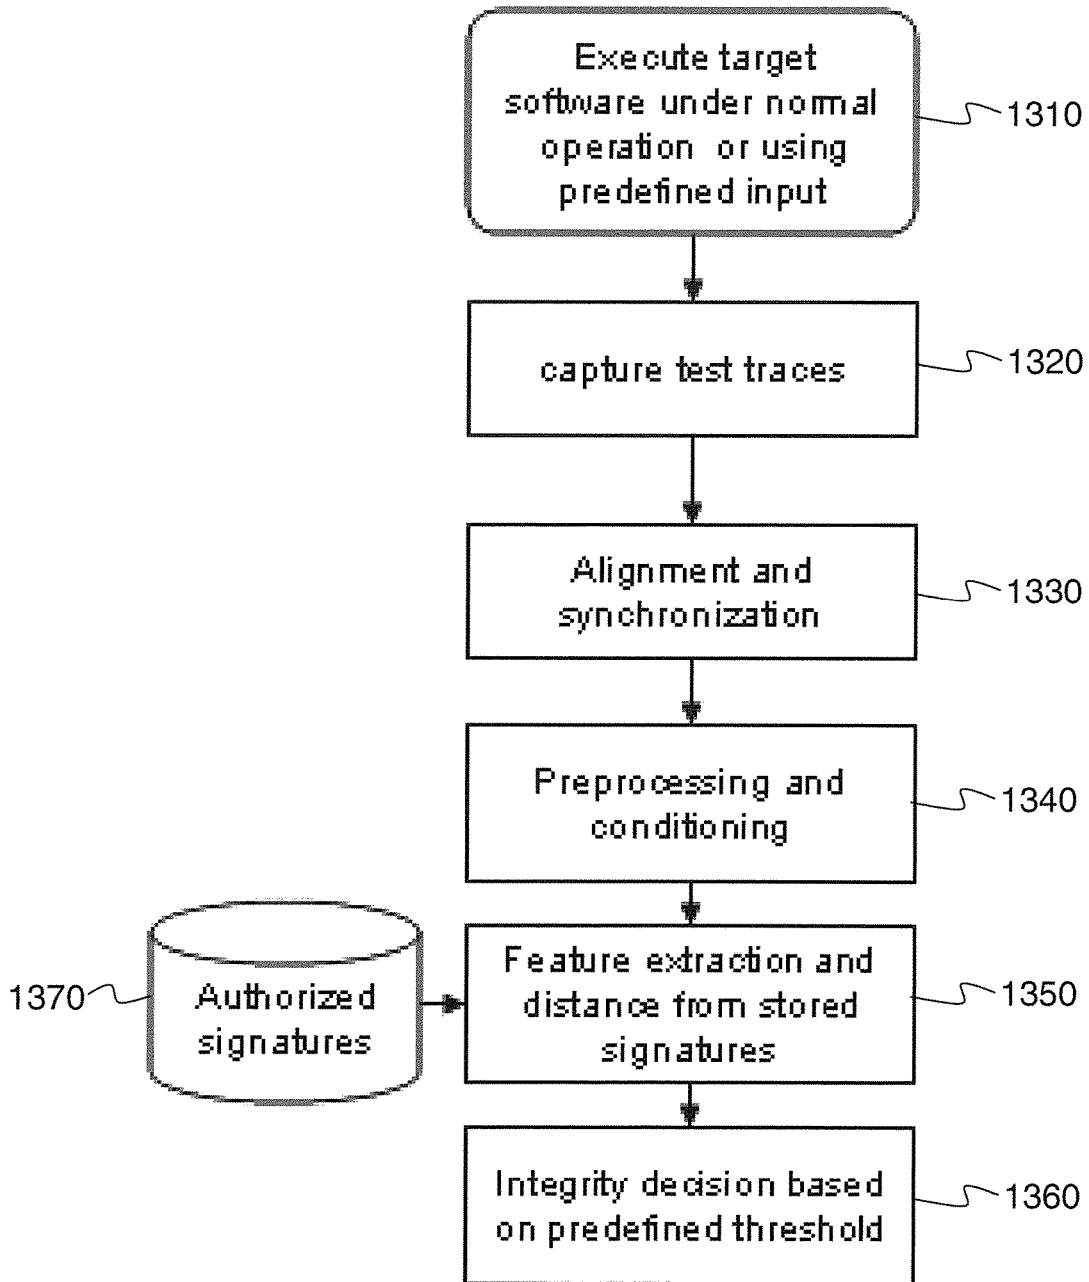 Execute target
software under normal
operation or using
predefined input
1310
capture test traces
1320
Alignment and
synchronization
1330
Preprocessing and
conditioning
1340
Feature extraction and
distance from stored
signatures
1350
Authorized
signatures
1370
Integrity decision based
on predefined threshold
1360